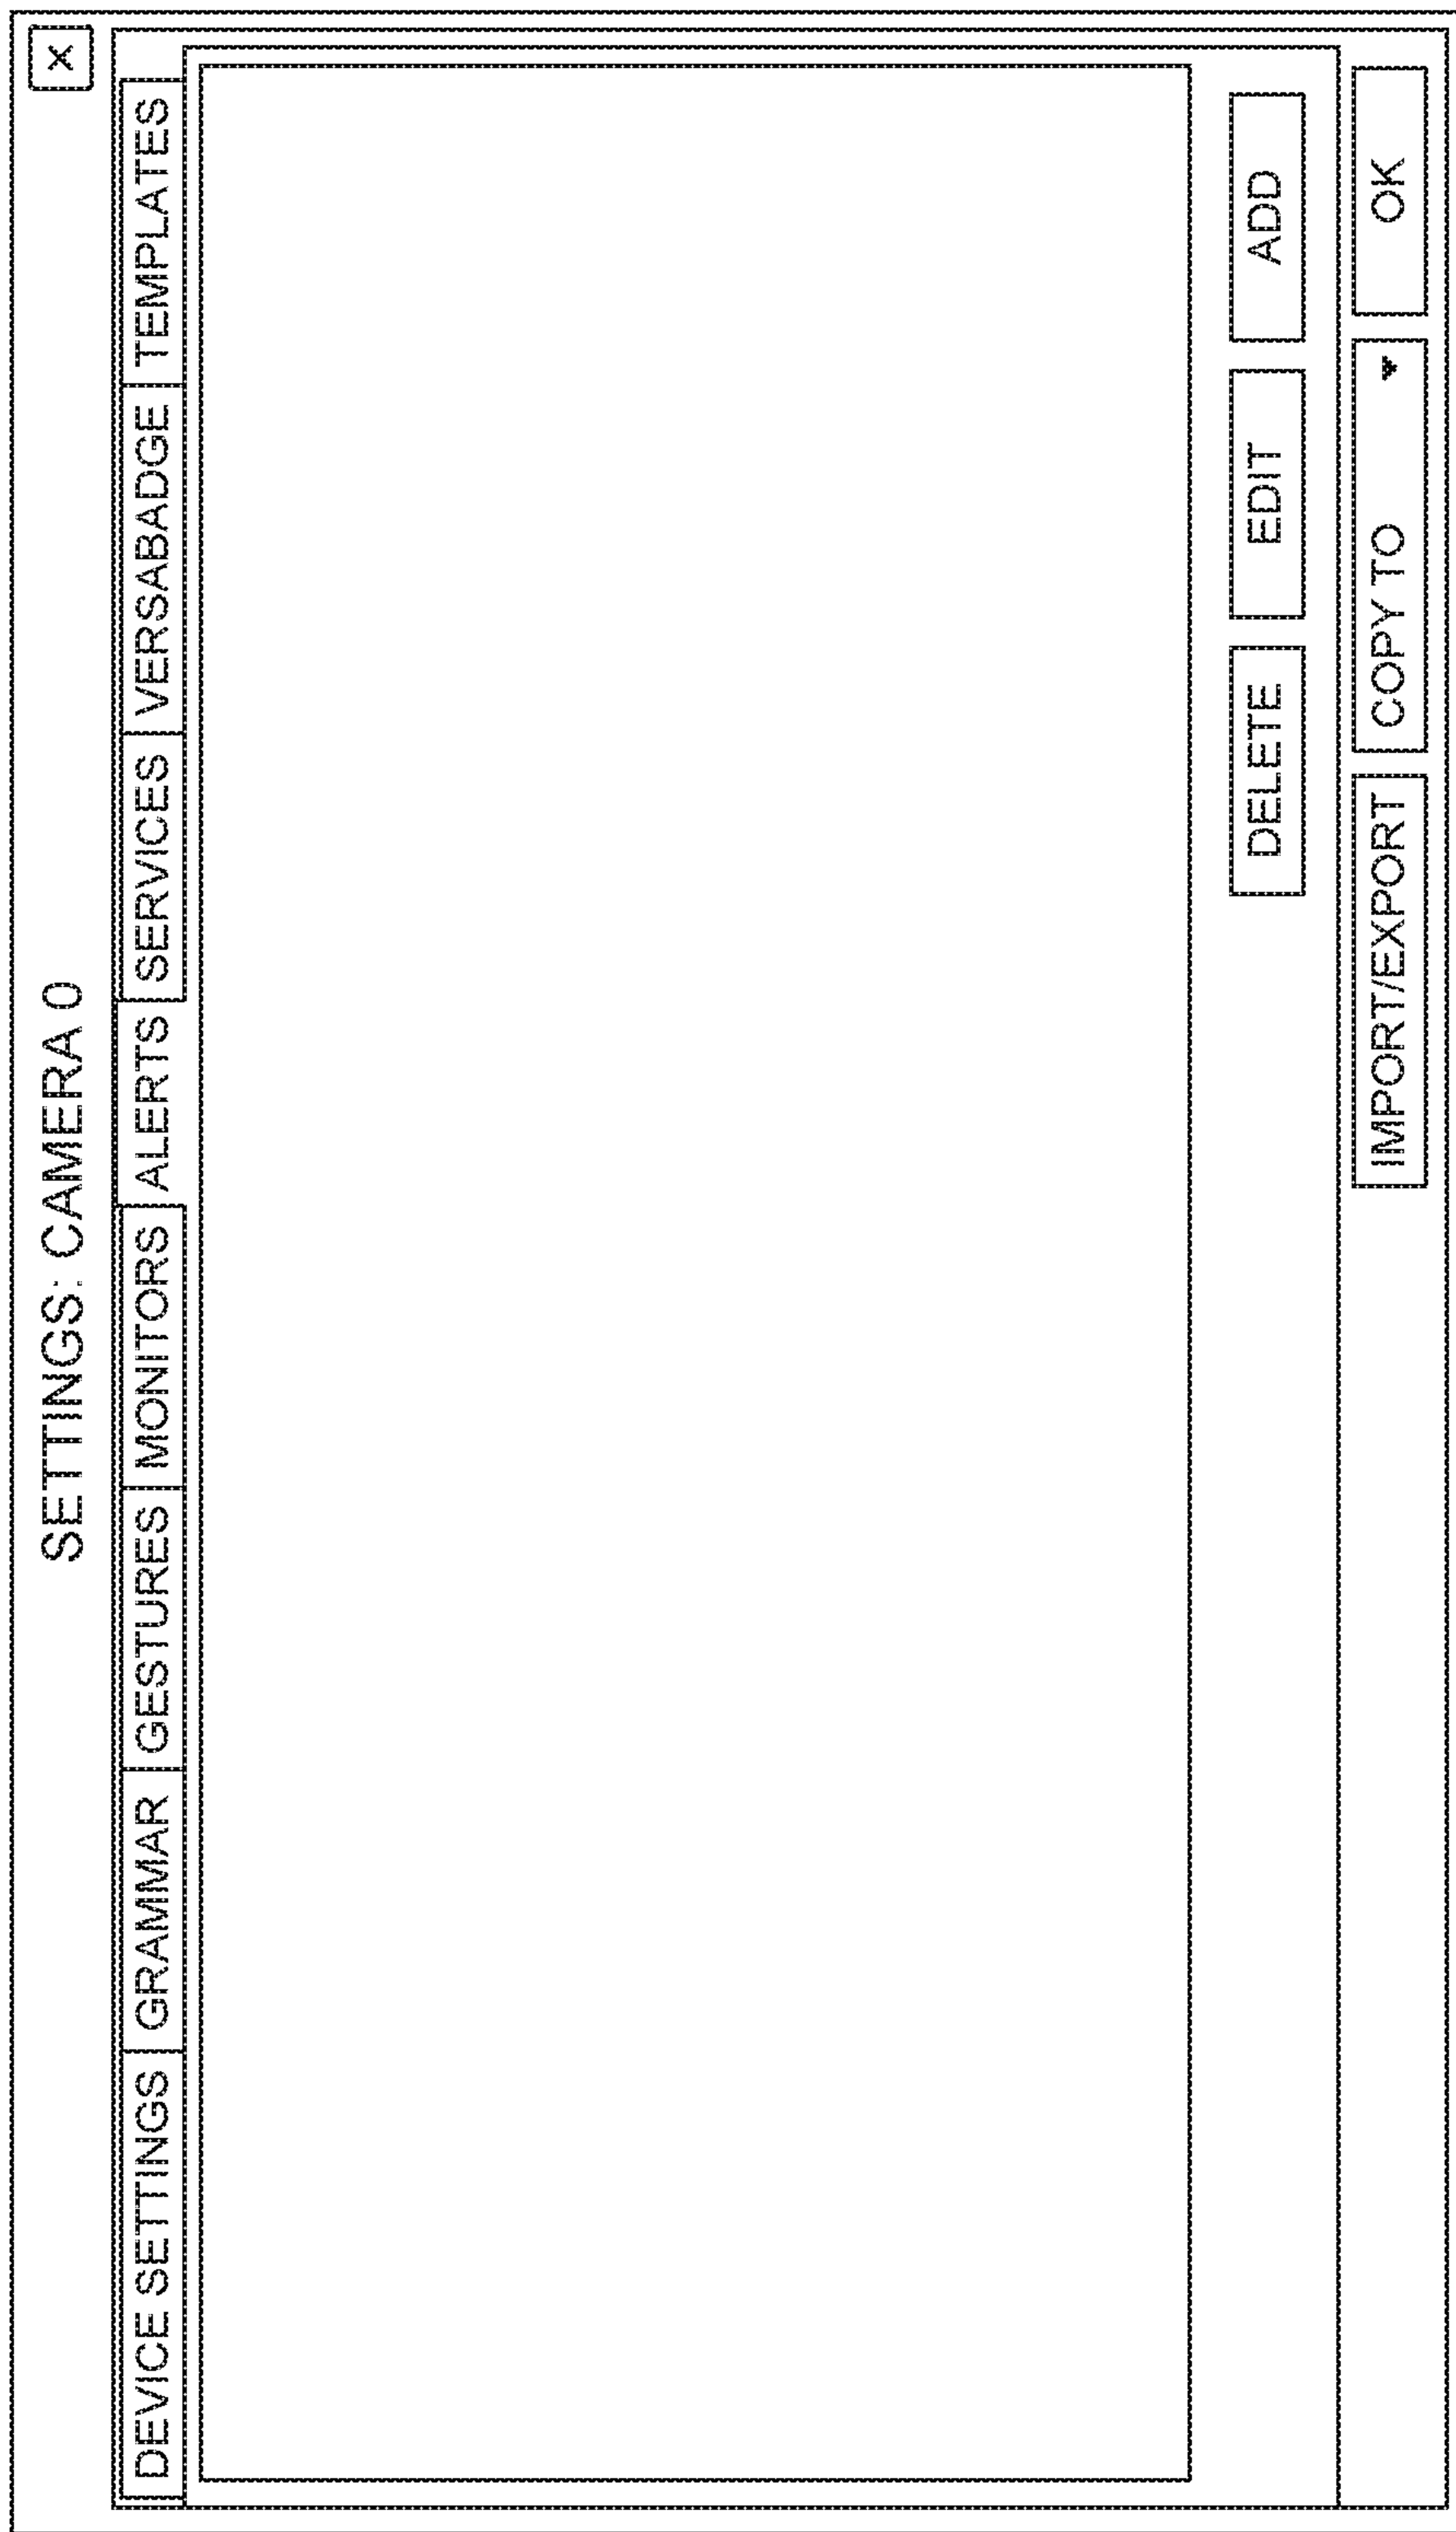 SETTINGS: CAMERA 0
X
DEVICE SETTINGS GRAMMAR GESTURES MONITORS ALERTS SERVICES VERSABADGE TEMPLATES
DELETE EDIT ADD
IMPORT/EXPORT COPY TO OK